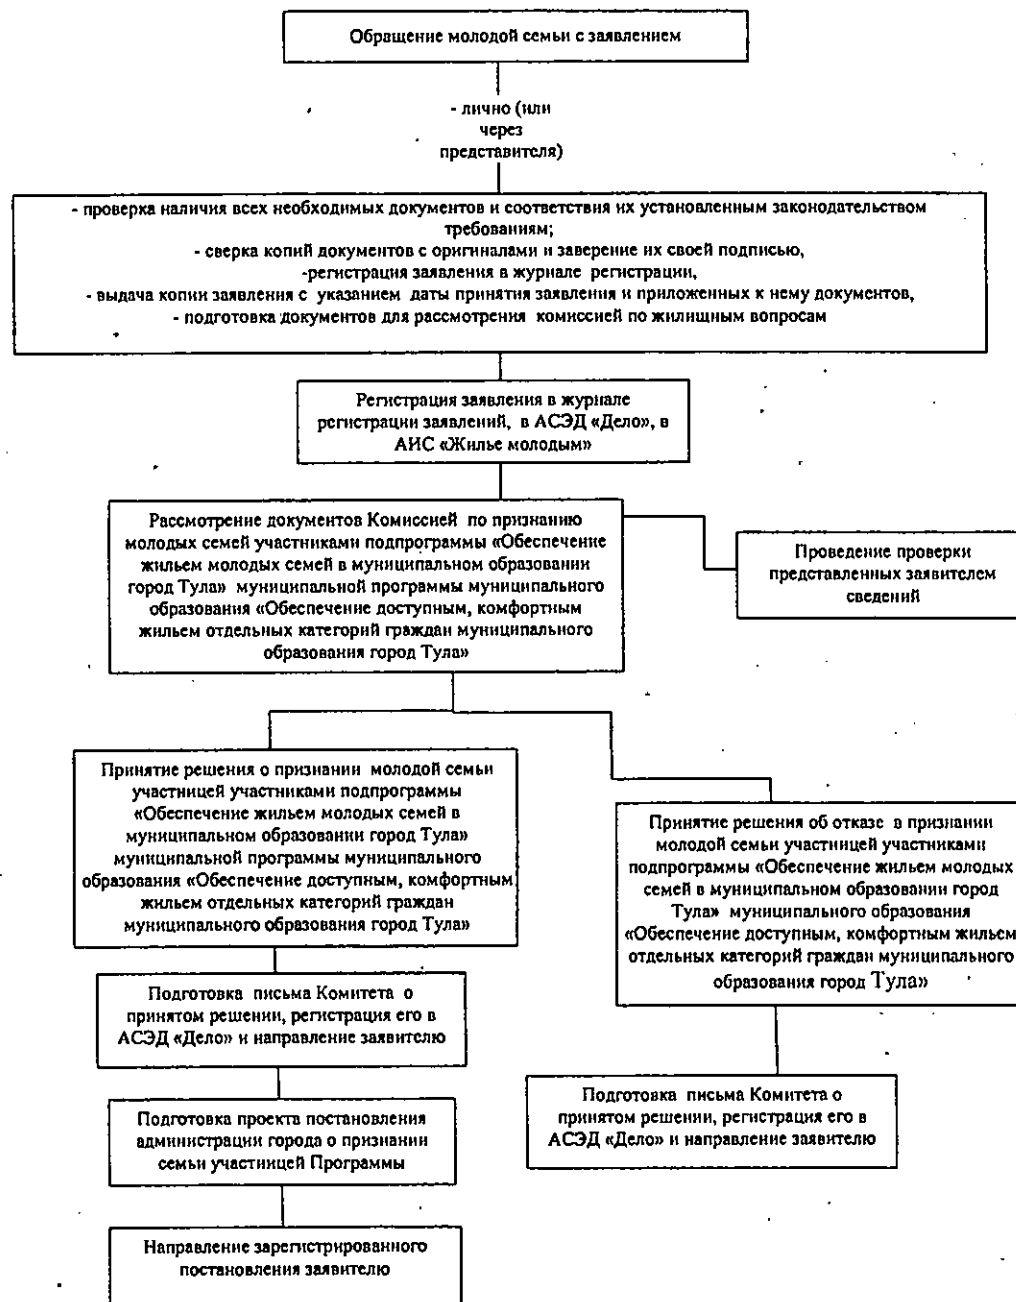 Обращение молодой семьи с заявлением
- лично (или
через
представителя)
- проверка наличия всех необходимых документов и соответствия их установленным законодательством
требованиям;
- сверка копий документов с оригиналами и заверение их своей подписью,
-регистрация заявления в журнале регистрации,
- выдача копии заявления с указанием даты принятия заявления и приложенных к нему документов,
- подготовка документов для рассмотрения комиссией по жилищным вопросам
Регистрация заявления в журнале
регистрации заявлений, в АСЭД «Дело», в
АИС «Жилье молодым»
Рассмотрение документов Комиссией по признанию
молодых семей участниками подпрограммы «Обеспечение
жильем молодых семей в муниципальном образовании
город Тула» муниципальной программы муниципального
образования «Обеспечение доступным, комфортным
жильем отдельных категорий граждан муниципального
образования город Тула»
Проведение проверки
представленных заявителем
сведений
Принятие решения о признании молодой семьи
участницей участниками подпрограммы
«Обеспечение жильем молодых семей в
муниципальном образовании город Тула»
муниципальной программы муниципального
образования «Обеспечение доступным, комфортным
жильем отдельных категорий граждан
муниципального образования город Тула»
Принятие решения об отказе в признании
молодой семьи участницей участниками
подпрограммы «Обеспечение жильем молодых
семей в муниципальном образовании город
Тула» муниципального образования
«Обеспечение доступным, комфортным жильем
отдельных категорий граждан муниципального
образования город Тула»
Подготовка письма Комитета о
принятом решении, регистрация его в
АСЭД «Дело» и направление заявителю
Подготовка письма Комитета о
принятом решении, регистрация его в
АСЭД «Дело» и направление заявителю
Подготовка проекта постановления
администрации города о признании
семьи участницей Программы
Направление зарегистрированного
постановления заявителю